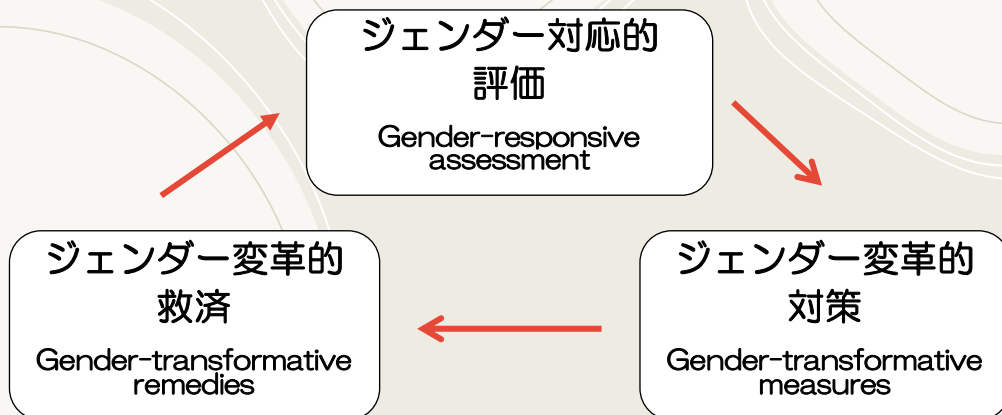 ジェンダー対応的
評価
Gender-responsive
assessment
ジェンダー変革的
救済
Gender-transformative
remedies
ジェンダー変革的
対策
Gender-transformative
measures